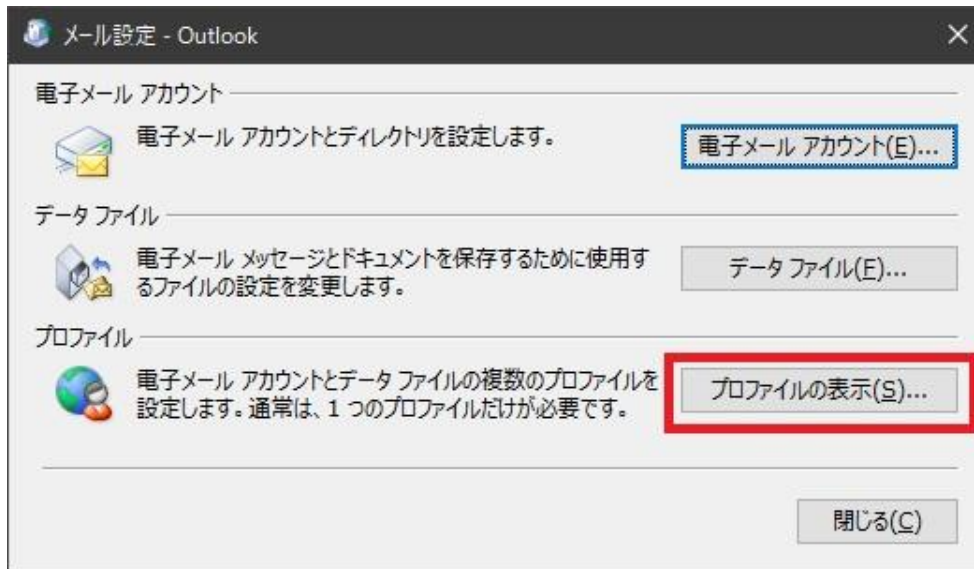 メール設定 - Outlook
電子メール アカウント
電子メール アカウントとディレクトリを設定します。
電子メール アカウント(E)...
データ ファイル
電子メール メッセージとドキュメントを保存するために使用す
るファイルの設定を変更します。
データ ファイル(F)...
プロファイル
電子メール アカウントとデータ ファイルの複数のプロファイルを
設定します。通常は、1 つのプロファイルだけが必要です。
プロファイルの表示(S)...
閉じる(C)